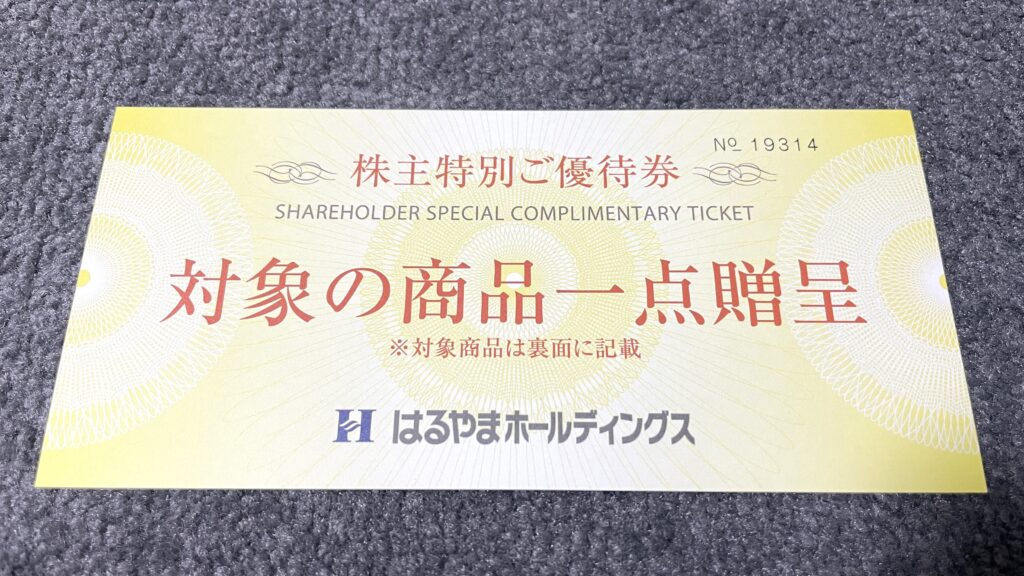 № 19314
株主特別ご優待券
SHAREHOLDER SPECIAL COMPLIMENTARY TICKET
対象の商品一点贈呈
※対象商品は裏面に記載
H はるやまホールディングス